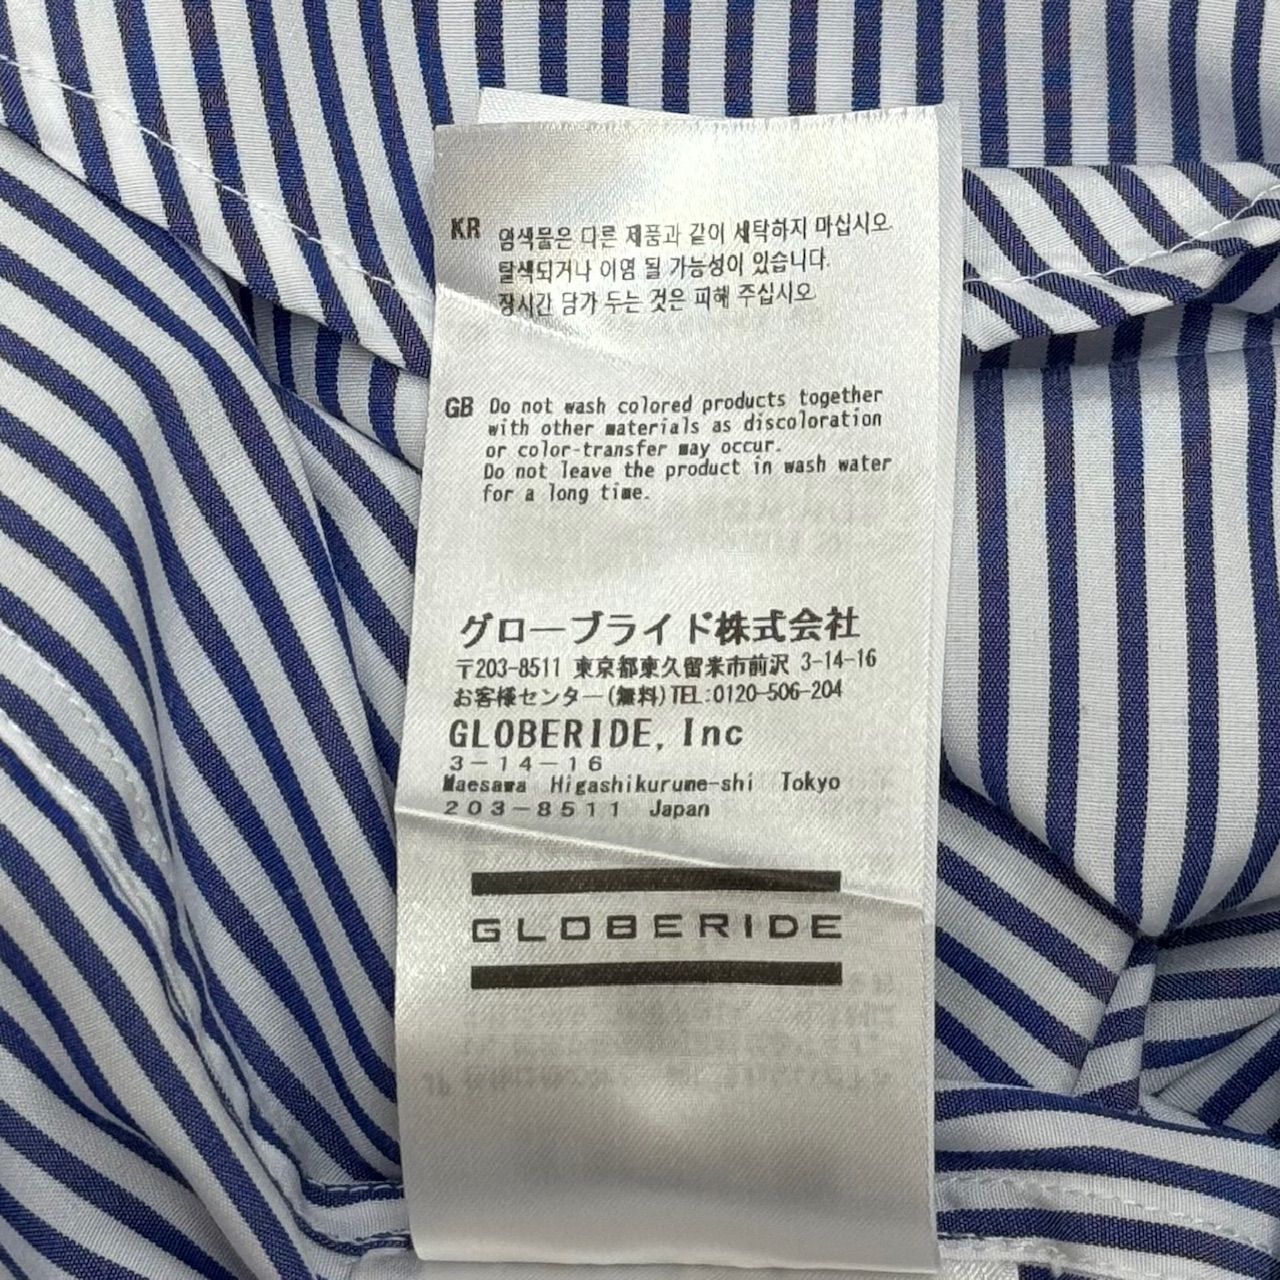 KR 염색물은 다른 제품과 같이 세탁하지 마십시오.
탈색되거나 이염 될 가능성이 있습니다.
장시간 담가 두는 것은 피해 주십시오.
GB Do not wash colored products together
with other materials as discoloration
or color-transfer may occur.
Do not leave the product in wash water
for a long time.
グローブライド株式会社
〒203-8511 東京都東久留米市前沢 3-14-16
お客様センター(無料)TEL:0120-506-204
GLOBERIDE, Inc
3-14-16
Maesawa Higashikurume-shi Tokyo
203-8511 Japan
GLOBERIDE